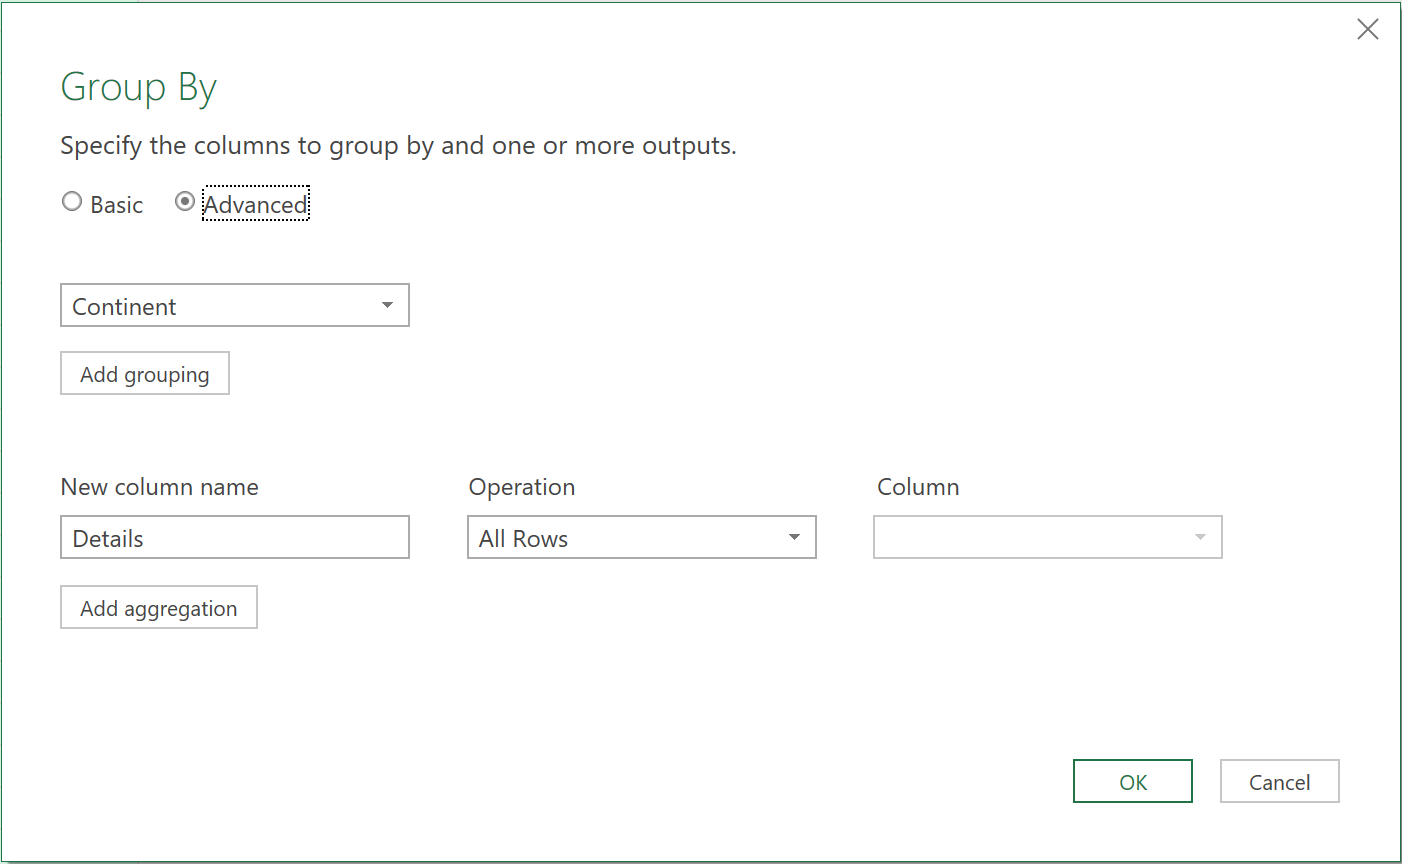 Group By
Specify the columns to group by and one or more outputs.
Basic Advanced
Continent
Add grouping
New column name Operation Column
Details All Rows
Add aggregation
OK Cancel